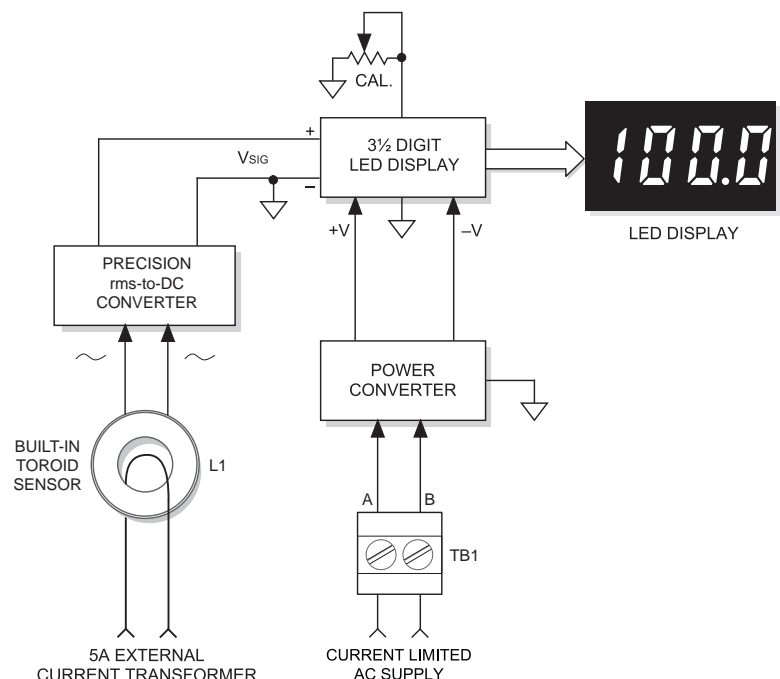 CAL.
+
3½ DIGIT
LED DISPLAY
VSIG
–
100.0
LED DISPLAY
+V
–V
PRECISION
rms-to-DC
CONVERTER
POWER
CONVERTER
BUILT-IN
TOROID
SENSOR
L1
A
B
TB1
5A EXTERNAL
CURRENT TRANSFORMER
CURRENT LIMITED
AC SUPPLY